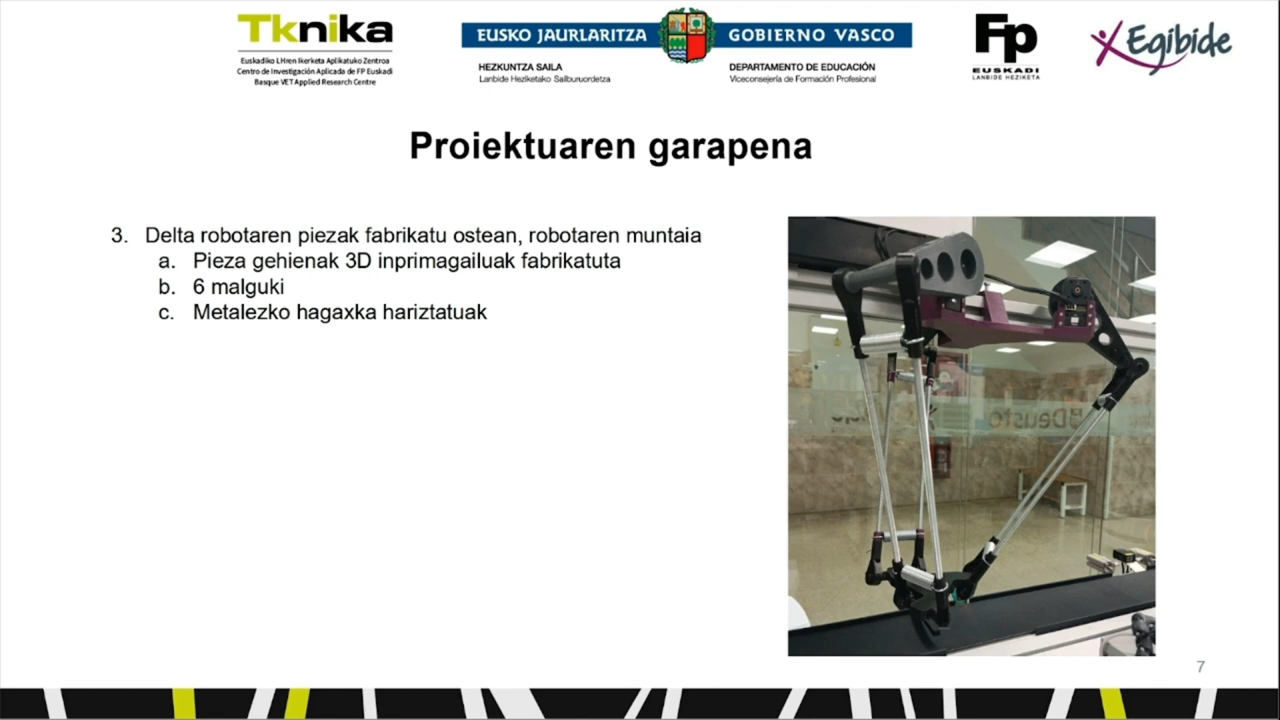 Tknika
Euskadiko LHren Ikerketa Aplikatuko Zentroa
Centro de Investigación Aplicada de FP Euskadi
Basque VET Applied Research Centre
EUSKO JAURLARITZA GOBIERNO VASCO
HEZKUNTZA SAILA
Lanbide Heziketako Sailburuordetza
DEPARTAMENTO DE EDUCACIÓN
Viceconsejería de Formación Profesional
Fp
EUSKADI
LANBIDE HEZIKETA
Egibide
Proiektuaren garapena
3. Delta robotaren piezak fabrikatu ostean, robotaren muntaia
a. Pieza gehienak 3D inprimagailuak fabrikatuta
b. 6 malguki
c. Metalezko hagaxka hariztatuak
Deusto
7